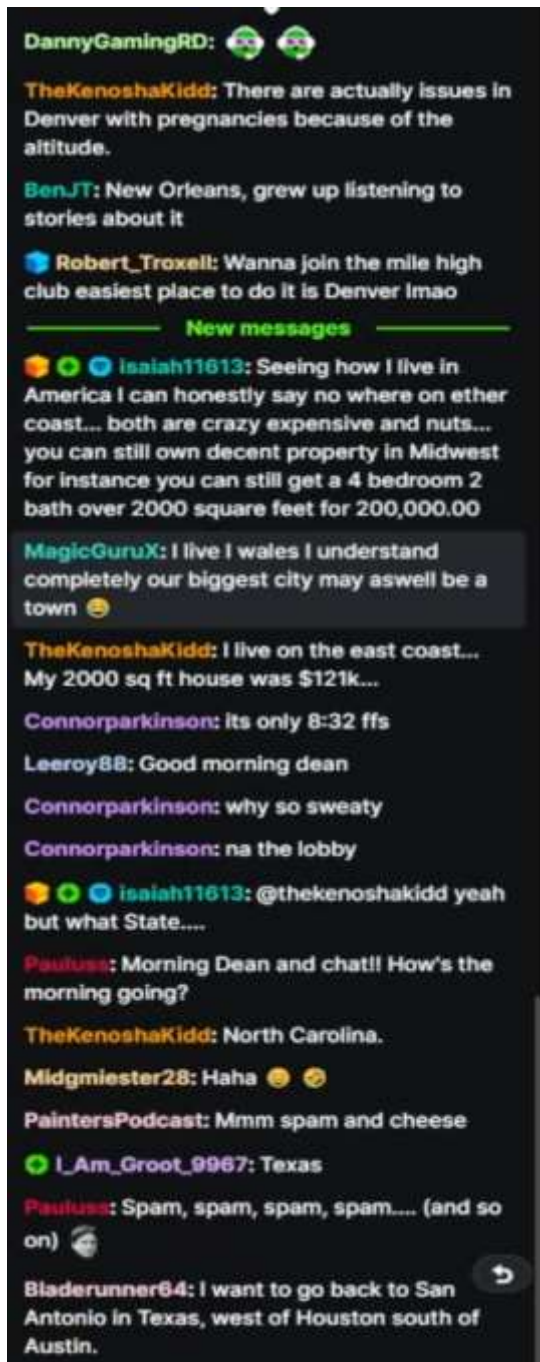 DannyGamingRD:
TheKenoshaKidd: There are actually issues in
Denver with pregnancies because of the
altitude.
BenJT: New Orleans, grew up listening to
stories about it
Robert_Troxell: Wanna join the mile high
club easiest place to do it is Denver lmao
New messages
isaiah11613: Seeing how I live in
America I can honestly say no where on ether
coast... both are crazy expensive and nuts...
you can still own decent property in Midwest
for instance you can still get a 4 bedroom 2
bath over 2000 square feet for 200,000.00
MagicGuruX: I live I wales I understand
completely our biggest city may aswell be a
town 😂
TheKenoshaKidd: I live on the east coast...
My 2000 sq ft house was $121k...
Connorparkinson: its only 8:32 ffs
Leeroy88: Good morning dean
Connorparkinson: why so sweaty
Connorparkinson: na the lobby
isaiah11613: @thekenoshakidd yeah
but what State....
Pauluss: Morning Dean and chat!! How's the
morning going?
TheKenoshaKidd: North Carolina.
Midgmiester28: Haha 😄 🤣
PaintersPodcast: Mmm spam and cheese
I_Am_Groot_9967: Texas
Pauluss: Spam, spam, spam, spam.... (and so
on)
Bladerunner64: I want to go back to San
Antonio in Texas, west of Houston south of
Austin.